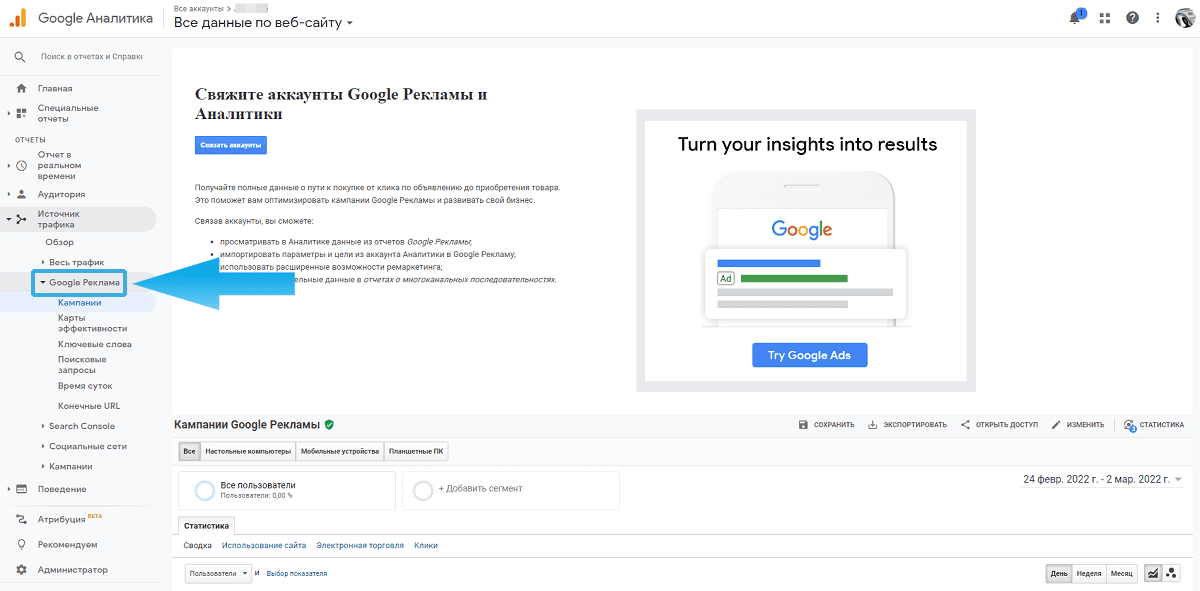 Google Аналитика
Все аккаунты >
Все данные по веб-сайту
1
Поиск в отчетах и Справке
Главная
Специальные
отчеты
ОТЧЕТЫ
Отчет в
реальном
времени
Аудитория
Источник
трафика
Обзор
Весь трафик
Google Реклама
Кампании
Карты
эффективности
Ключевые слова
Поисковые
запросы
Время суток
Конечные URL
Search Console
Социальные сети
Кампании
Поведение
Атрибуция БЕТА
Рекомендуем
Администратор
Свяжите аккаунты Google Рекламы и
Аналитики
Связать аккаунты
Получайте полные данные о пути к покупке от клика по объявлению до приобретения товара.
Это поможет вам оптимизировать кампании Google Рекламы и развивать свой бизнес.
Связав аккаунты, вы сможете:
просматривать в Аналитике данные из отчетов Google Рекламы;
импортировать параметры и цели из аккаунта Аналитики в Google Рекламу;
использовать расширенные возможности ремаркетинга;
данные в отчетах о многоканальных последовательностях.
Turn your insights into results
Google
Ad
Try Google Ads
Кампании Google Рекламы
СОХРАНИТЬ
ЭКСПОРТИРОВАТЬ
ОТКРЫТЬ ДОСТУП
ИЗМЕНИТЬ
3
СТАТИСТИКА
Все
Настольные компьютеры
Мобильные устройства
Планшетные ПК
Все пользователи
Пользователи: 0,00 %
+ Добавить сегмент
24 февр. 2022 г. - 2 мар. 2022 г.
Статистика
Сводка
Использование сайта
Электронная торговля
Клики
Пользователи
и
Выбор показателя
День
Неделя
Месяц